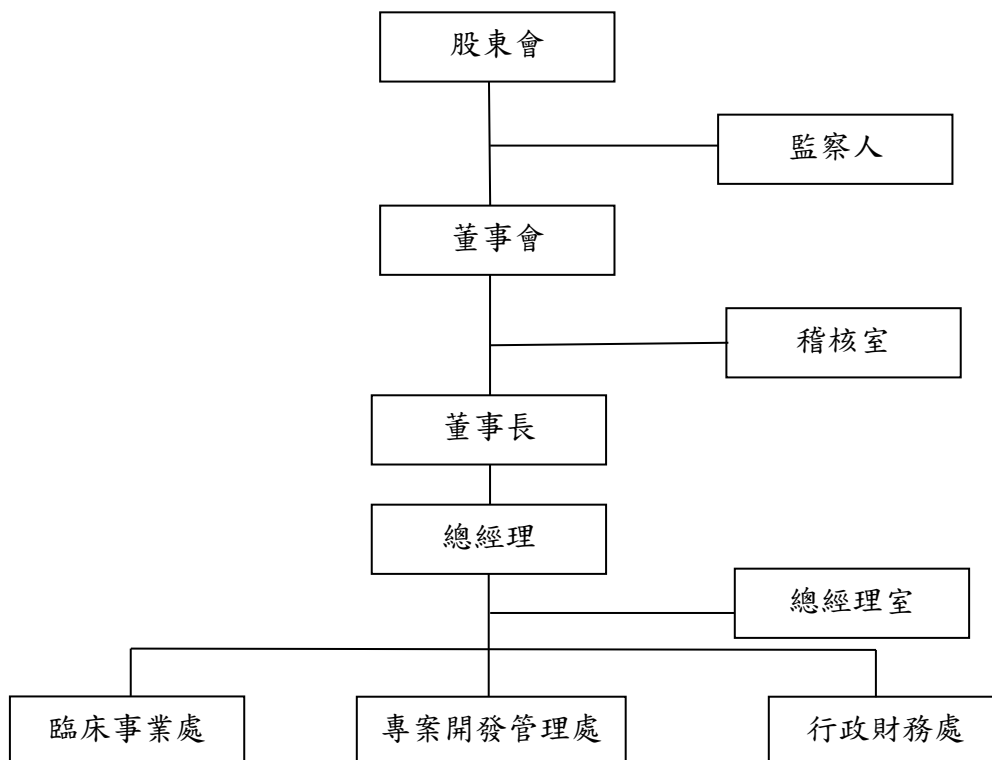 股東會
監察人
董事會
稽核室
董事長
總經理
總經理室
臨床事業處
專案開發管理處
行政財務處